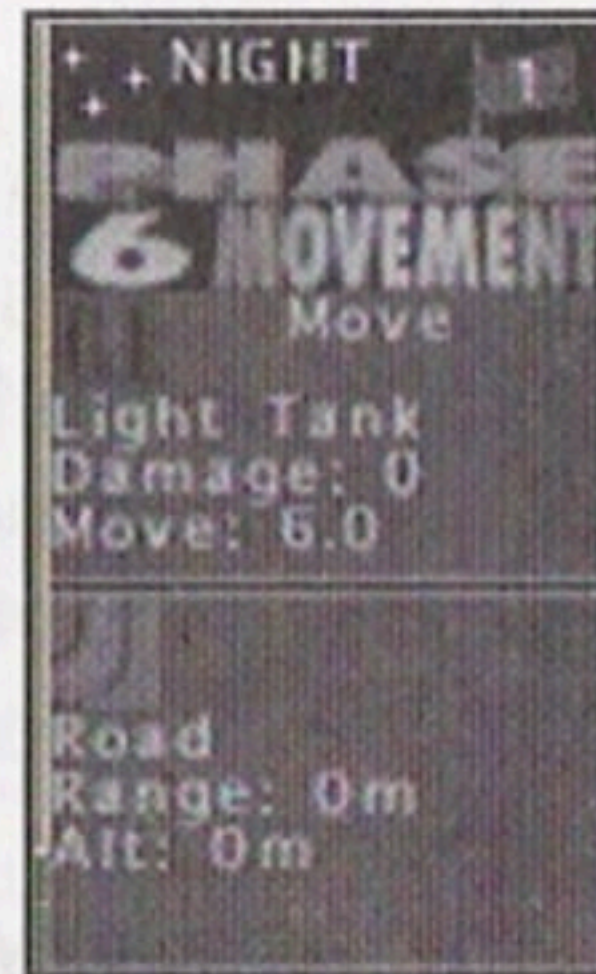 NIGHT
1
PHASE
6 MOVEMENT
Move
Light Tank
Damage: 0
Move: 6.0
Road
Range: 0m
Alt: 0m